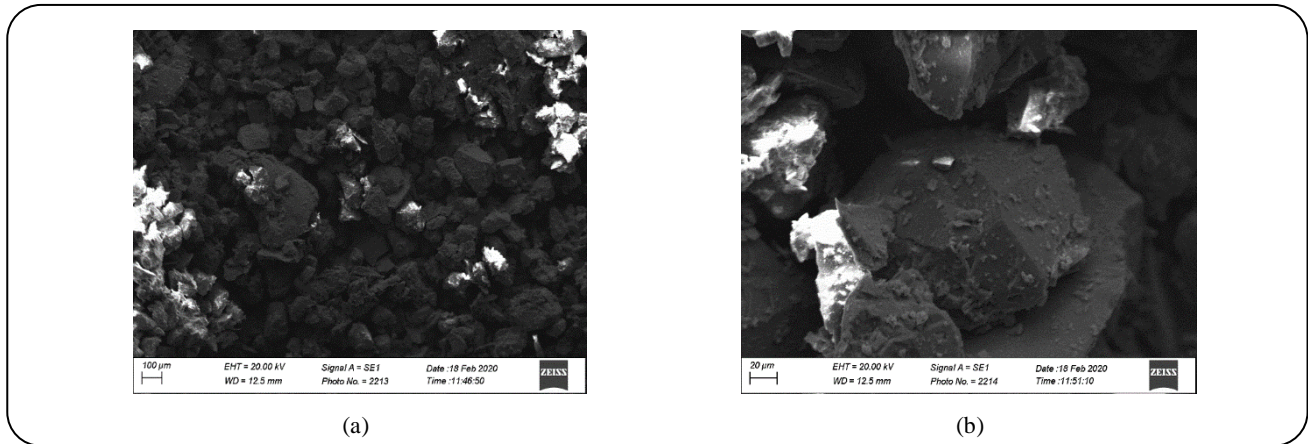 100 µm
EHT = 20.00 kV
Signal A = SE1
Date :18 Feb 2020
WD = 12.5 mm
Photo No. = 2213
Time :11:46:50
ZEISS
20 µm
EHT = 20.00 kV
Signal A = SE1
Date :18 Feb 2020
WD = 12.5 mm
Photo No. = 2214
Time :11:51:10
ZEISS
(a)
(b)